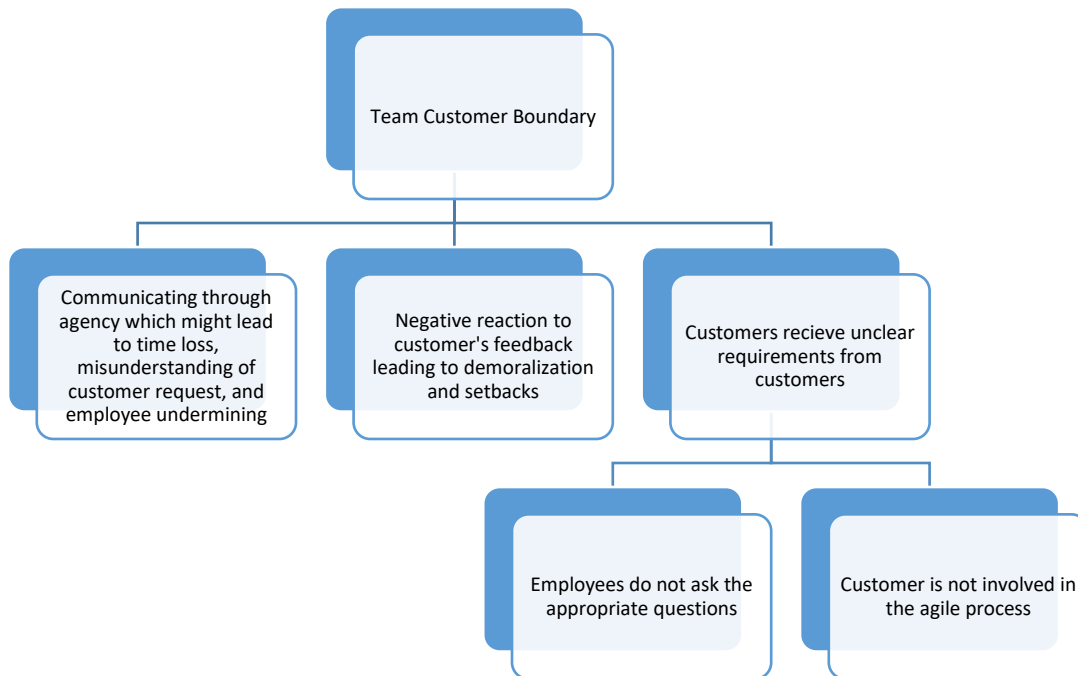 Team Customer Boundary
Communicating through
agency which might lead
to time loss,
misunderstanding of
customer request, and
employee undermining
Negative reaction to
customer's feedback
leading to demoralization
and setbacks
Customers recieve unclear
requirements from
customers
Employees do not ask the
appropriate questions
Customer is not involved in
the agile process